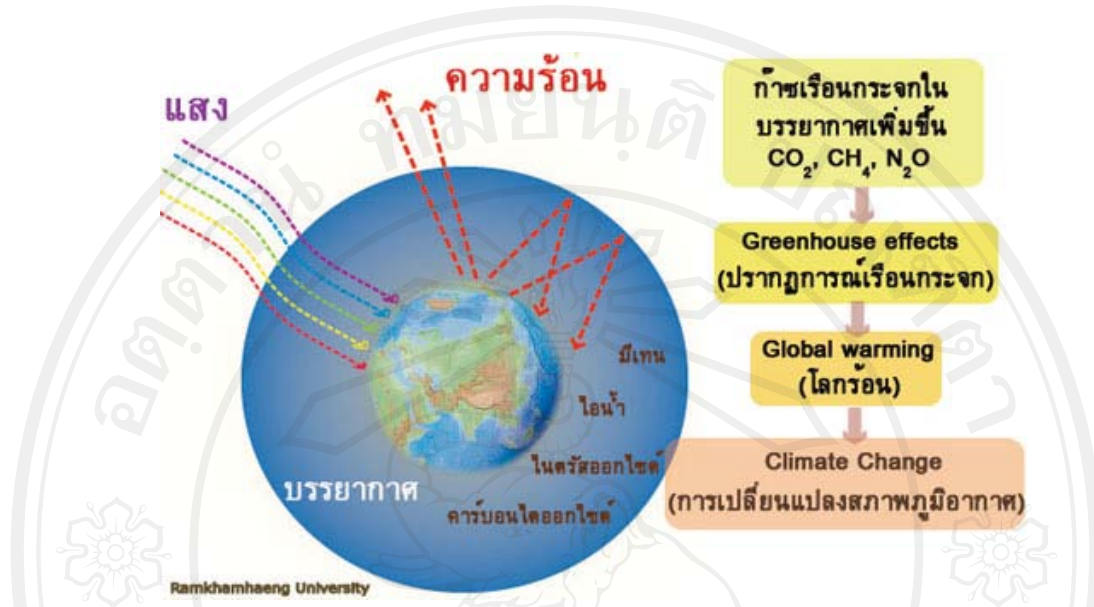 แสง
ความร้อน
มีเทน
ไอน้ำ
ไนตรัสออกไซด์
คาร์บอนไดออกไซด์
บรรยากาศ
Ramkhamhaeng University
ก๊าซเรือนกระจกใน
บรรยากาศเพิ่มขึ้น
CO₂, CH₄, N₂O
Greenhouse effects
(ปรากฏการณ์เรือนกระจก)
Global warming
(โลกร้อน)
Climate Change
(การเปลี่ยนแปลงสภาพภูมิอากาศ)